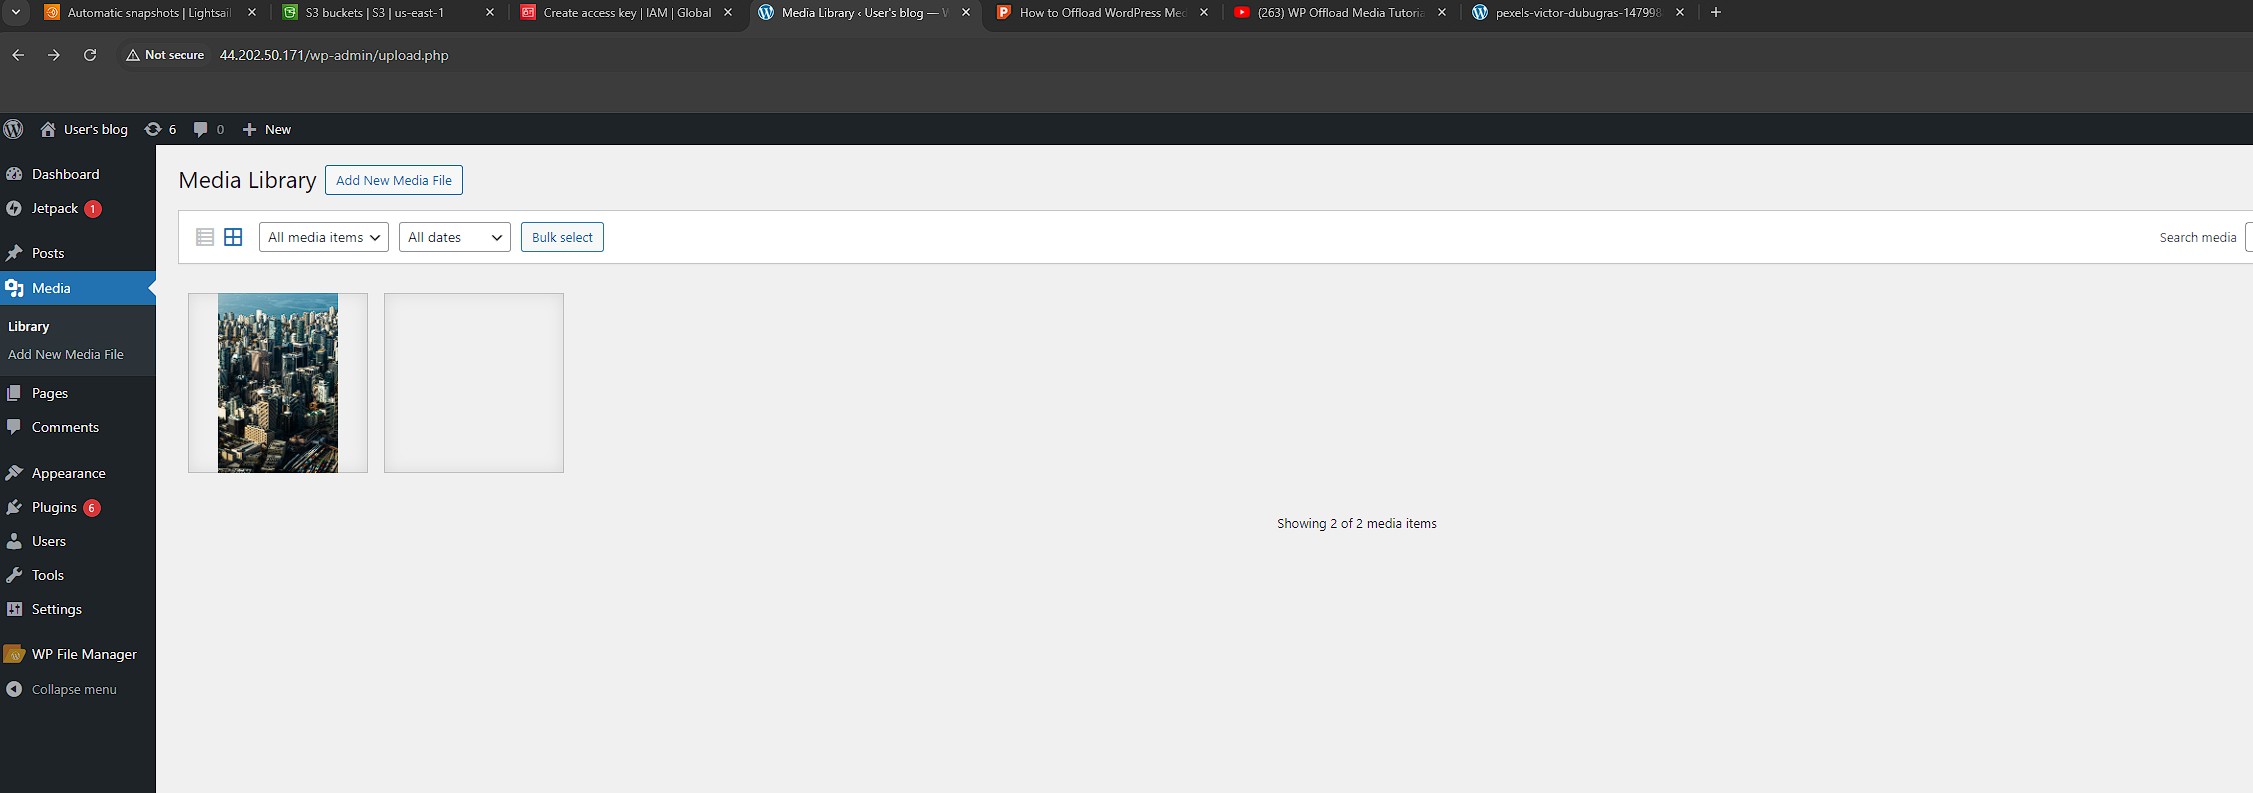 Automatic snapshots | Lightsail
S3 buckets | S3 | us-east-1
Create access key | IAM | Global
Media Library ‹ User's blog — W
How to Offload WordPress Med
(263) WP Offload Media Tutoria
pexels-victor-dubugras-147998
Not secure 44.202.50.171/wp-admin/upload.php
User's blog 6 0 New
Dashboard
Jetpack 1
Posts
Media
Library
Add New Media File
Pages
Comments
Appearance
Plugins 6
Users
Tools
Settings
WP File Manager
Collapse menu
Media Library Add New Media File
All media items All dates Bulk select Search media
Showing 2 of 2 media items